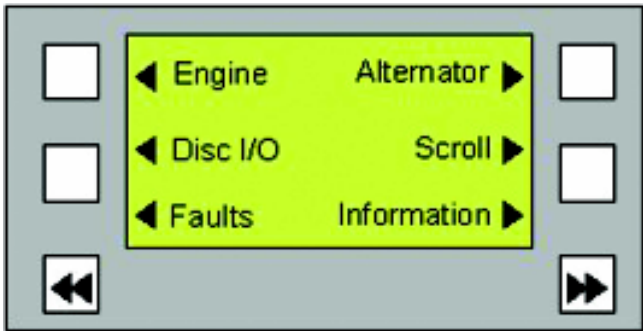 Engine Alternator
Disc I/O Scroll
Faults Information